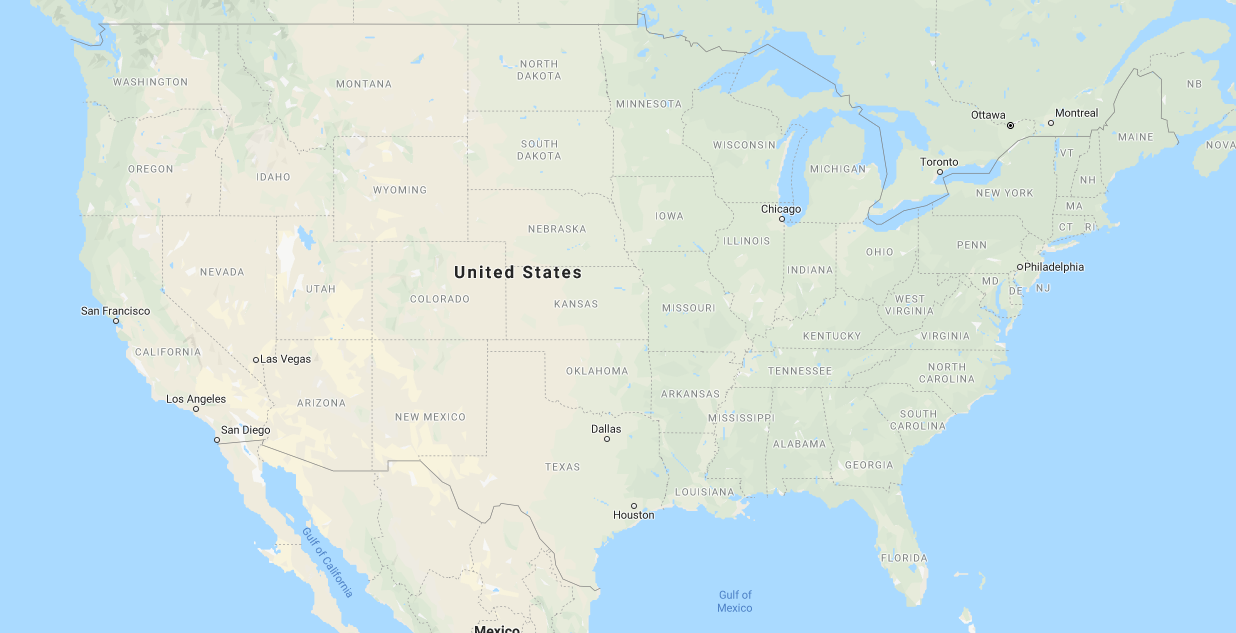 WASHINGTON
MONTANA
NORTH
DAKOTA
MINNESOTA
Ottawa
Montreal
NB
MAINE
NOVA
OREGON
IDAHO
WYOMING
SOUTH
DAKOTA
WISCONSIN
MICHIGAN
Toronto
VT
NH
NEW YORK
MA
CT
RI
NEBRASKA
IOWA
Chicago
ILLINOIS
INDIANA
OHIO
PENN
Philadelphia
NEVADA
UTAH
COLORADO
United States
KANSAS
MISSOURI
WEST
VIRGINIA
MD
DE
NJ
San Francisco
CALIFORNIA
Las Vegas
KENTUCKY
VIRGINIA
Los Angeles
ARIZONA
NEW MEXICO
OKLAHOMA
ARKANSAS
TENNESSEE
NORTH
CAROLINA
San Diego
Dallas
TEXAS
MISSISSIPPI
ALABAMA
SOUTH
CAROLINA
GEORGIA
LOUISIANA
Houston
FLORIDA
Gulf of California
Gulf of
Mexico
Mexico